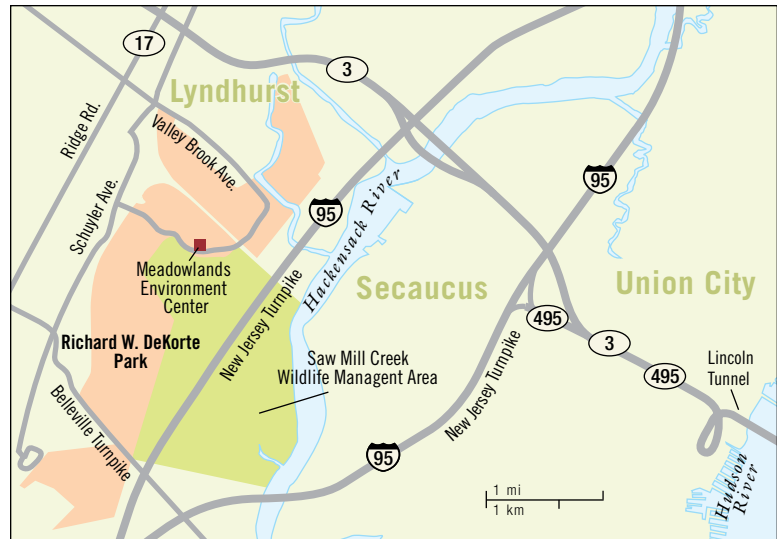 17
3
Lyndhurst
Ridge Rd.
Valley Brook Ave.
Schuyler Ave.
95
95
Hackensack River
Meadowlands
Environment
Center
Secaucus
Union City
New Jersey Turnpike
495
3
Richard W. DeKorte
Park
Saw Mill Creek
Wildlife Managent Area
495
Lincoln
Tunnel
New Jersey Turnpike
Belleville Turnpike
95
1 mi
1 km
Hudson
River